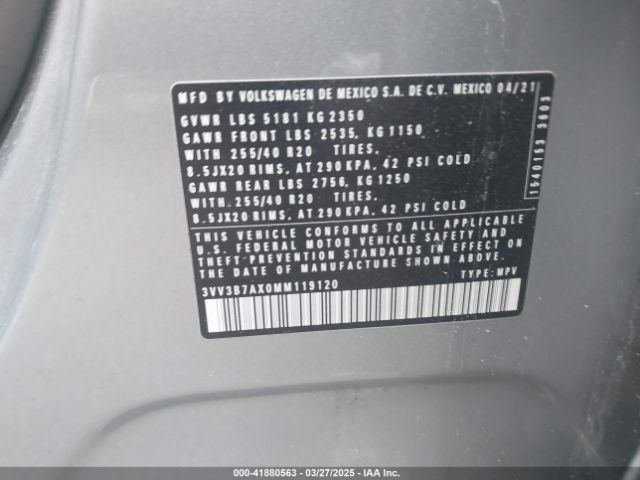 MFD BY VOLKSWAGEN DE MEXICO S.A. DE C.V. MEXICO 04/21
GVWR LBS 5181 KG 2350
GAWR FRONT LBS 2535, KG 1150
WITH 255/40 R20 TIRES.
8.5JX20 RIMS, AT 290 KPA, 42 PSI COLD
GAWR REAR LBS 2756, KG 1250
WITH. 255/40 R20 TIRES.
8.5JX20 RIMS, AT 290 KPA, 42 PSI COLD
THIS VEHICLE CONFORMS TO ALL APPLICABLE
U.S. FEDERAL MOTOR VEHICLE SAFETY AND
THEFT PREVENTION STANDARDS IN EFFECT ON
THE DATE OF MANUFACTURE SHOWN ABOVE
3VV3B7AX0MM119120 TYPE: MPV
1540153 3603
000-41880563 - 03/27/2025 - IAA Inc.